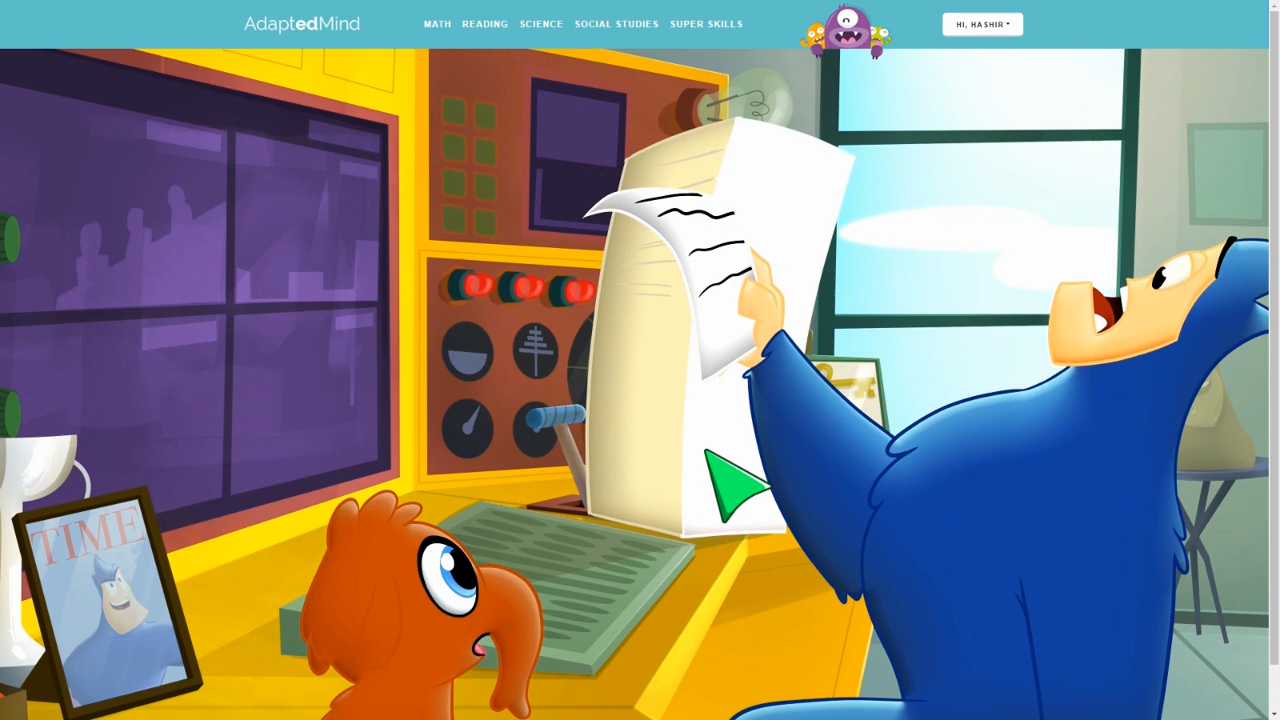 AdaptedMind
MATH READING SCIENCE SOCIAL STUDIES SUPER SKILLS
HI, HASHIR
TIME